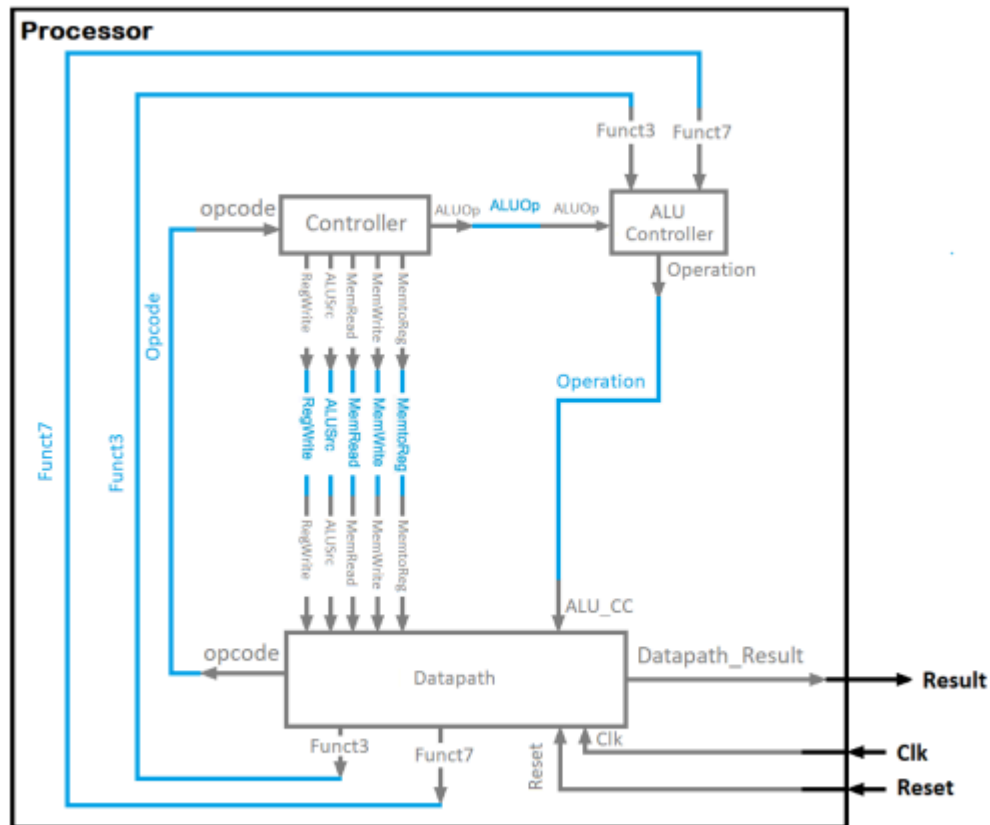 Processor
Funct3
Funct7
opcode
Controller
ALUOp
ALUOp
ALUOp
ALU
Controller
Operation
RegWrite
ALUSrc
MemRead
MemWrite
MemtoReg
Opcode
Operation
RegWrite
ALUSrc
MemRead
MemWrite
MemtoReg
Funct7
Funct3
RegWrite
ALUSrc
MemRead
MemWrite
MemtoReg
ALU_CC
opcode
Datapath
Datapath_Result
Result
Funct3
Funct7
Reset
Clk
Clk
Reset